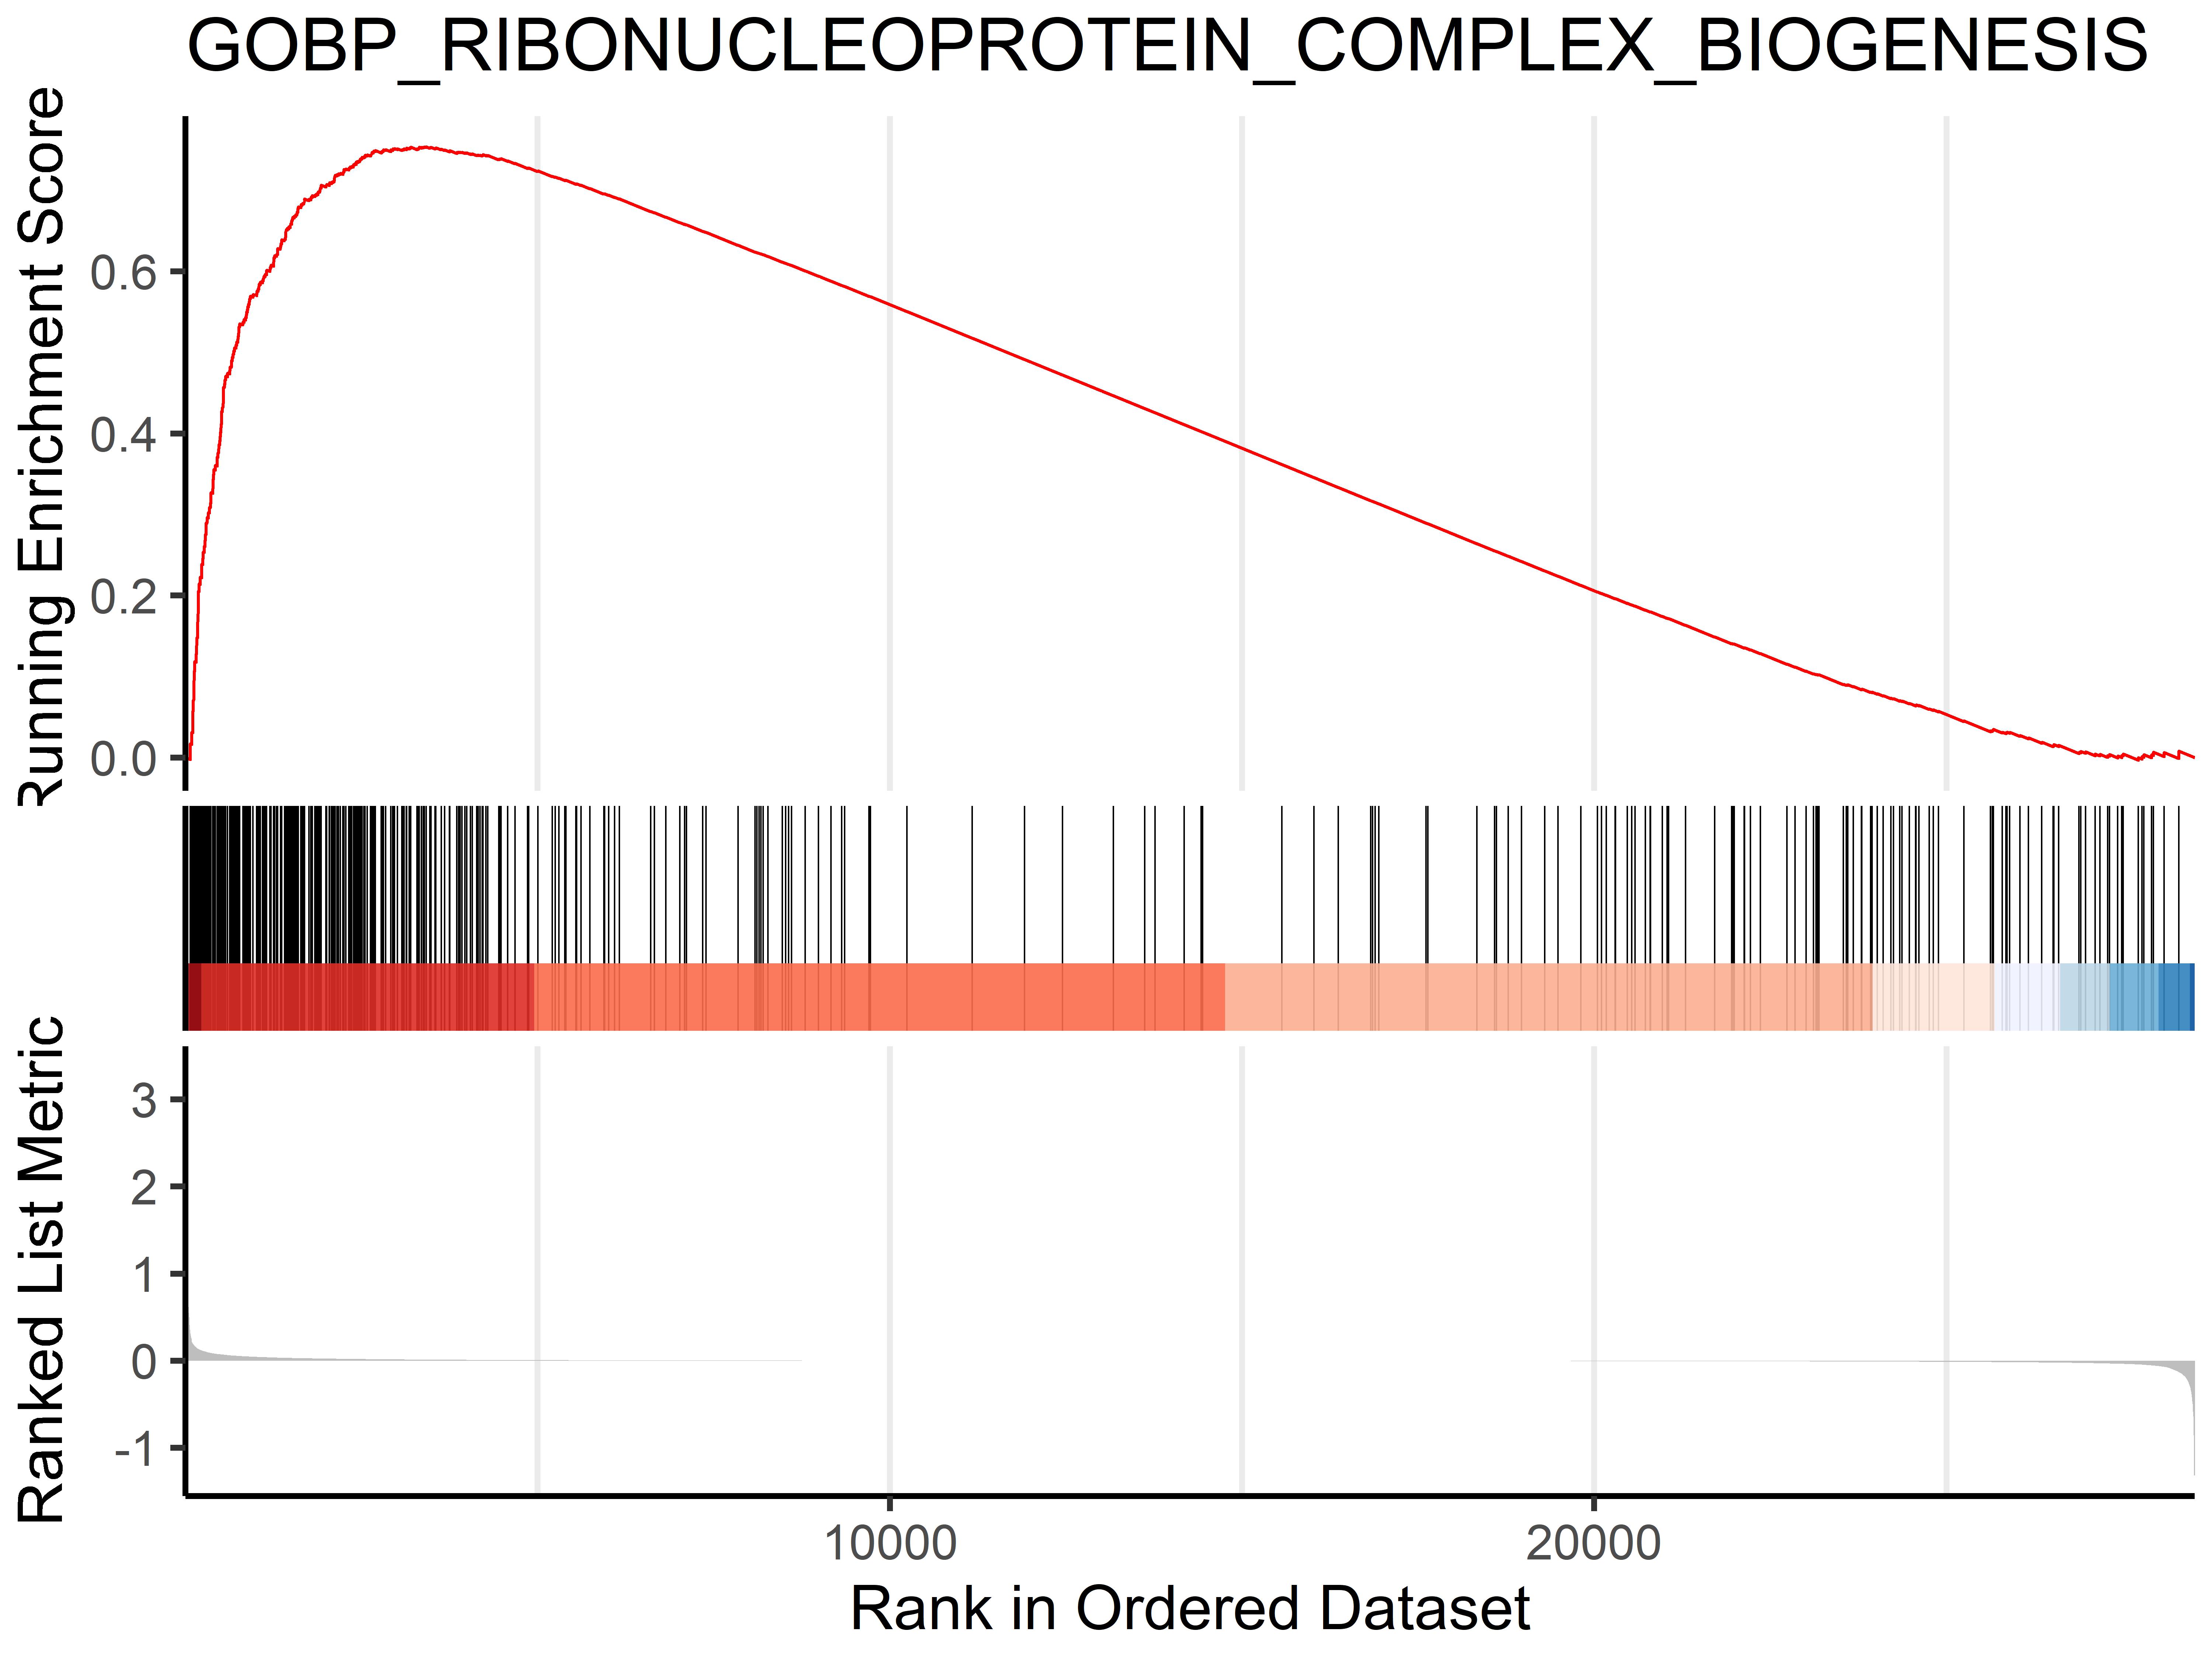 GOBP_RIBONUCLEOPROTEIN_COMPLEX_BIOGENESIS
Running Enrichment Score
0.6
0.4
0.2
0.0
Ranked List Metric
3
2
1
0
-1
10000
20000
Rank in Ordered Dataset